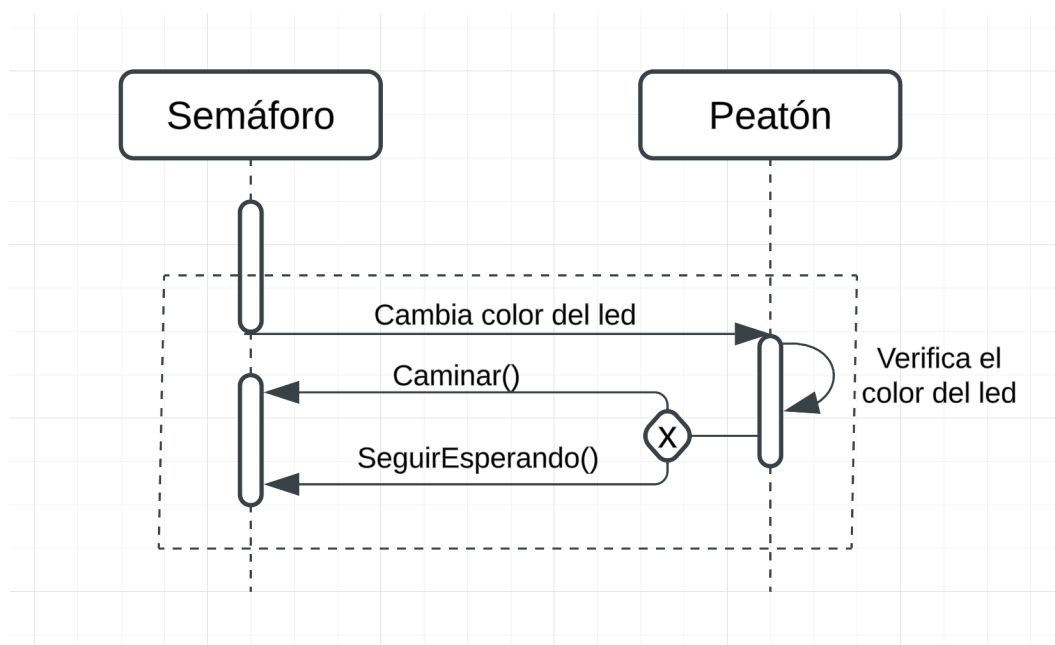 Semáforo
Peatón
Cambia color del led
Verifica el
color del led
Caminar()
X
SeguirEsperando()